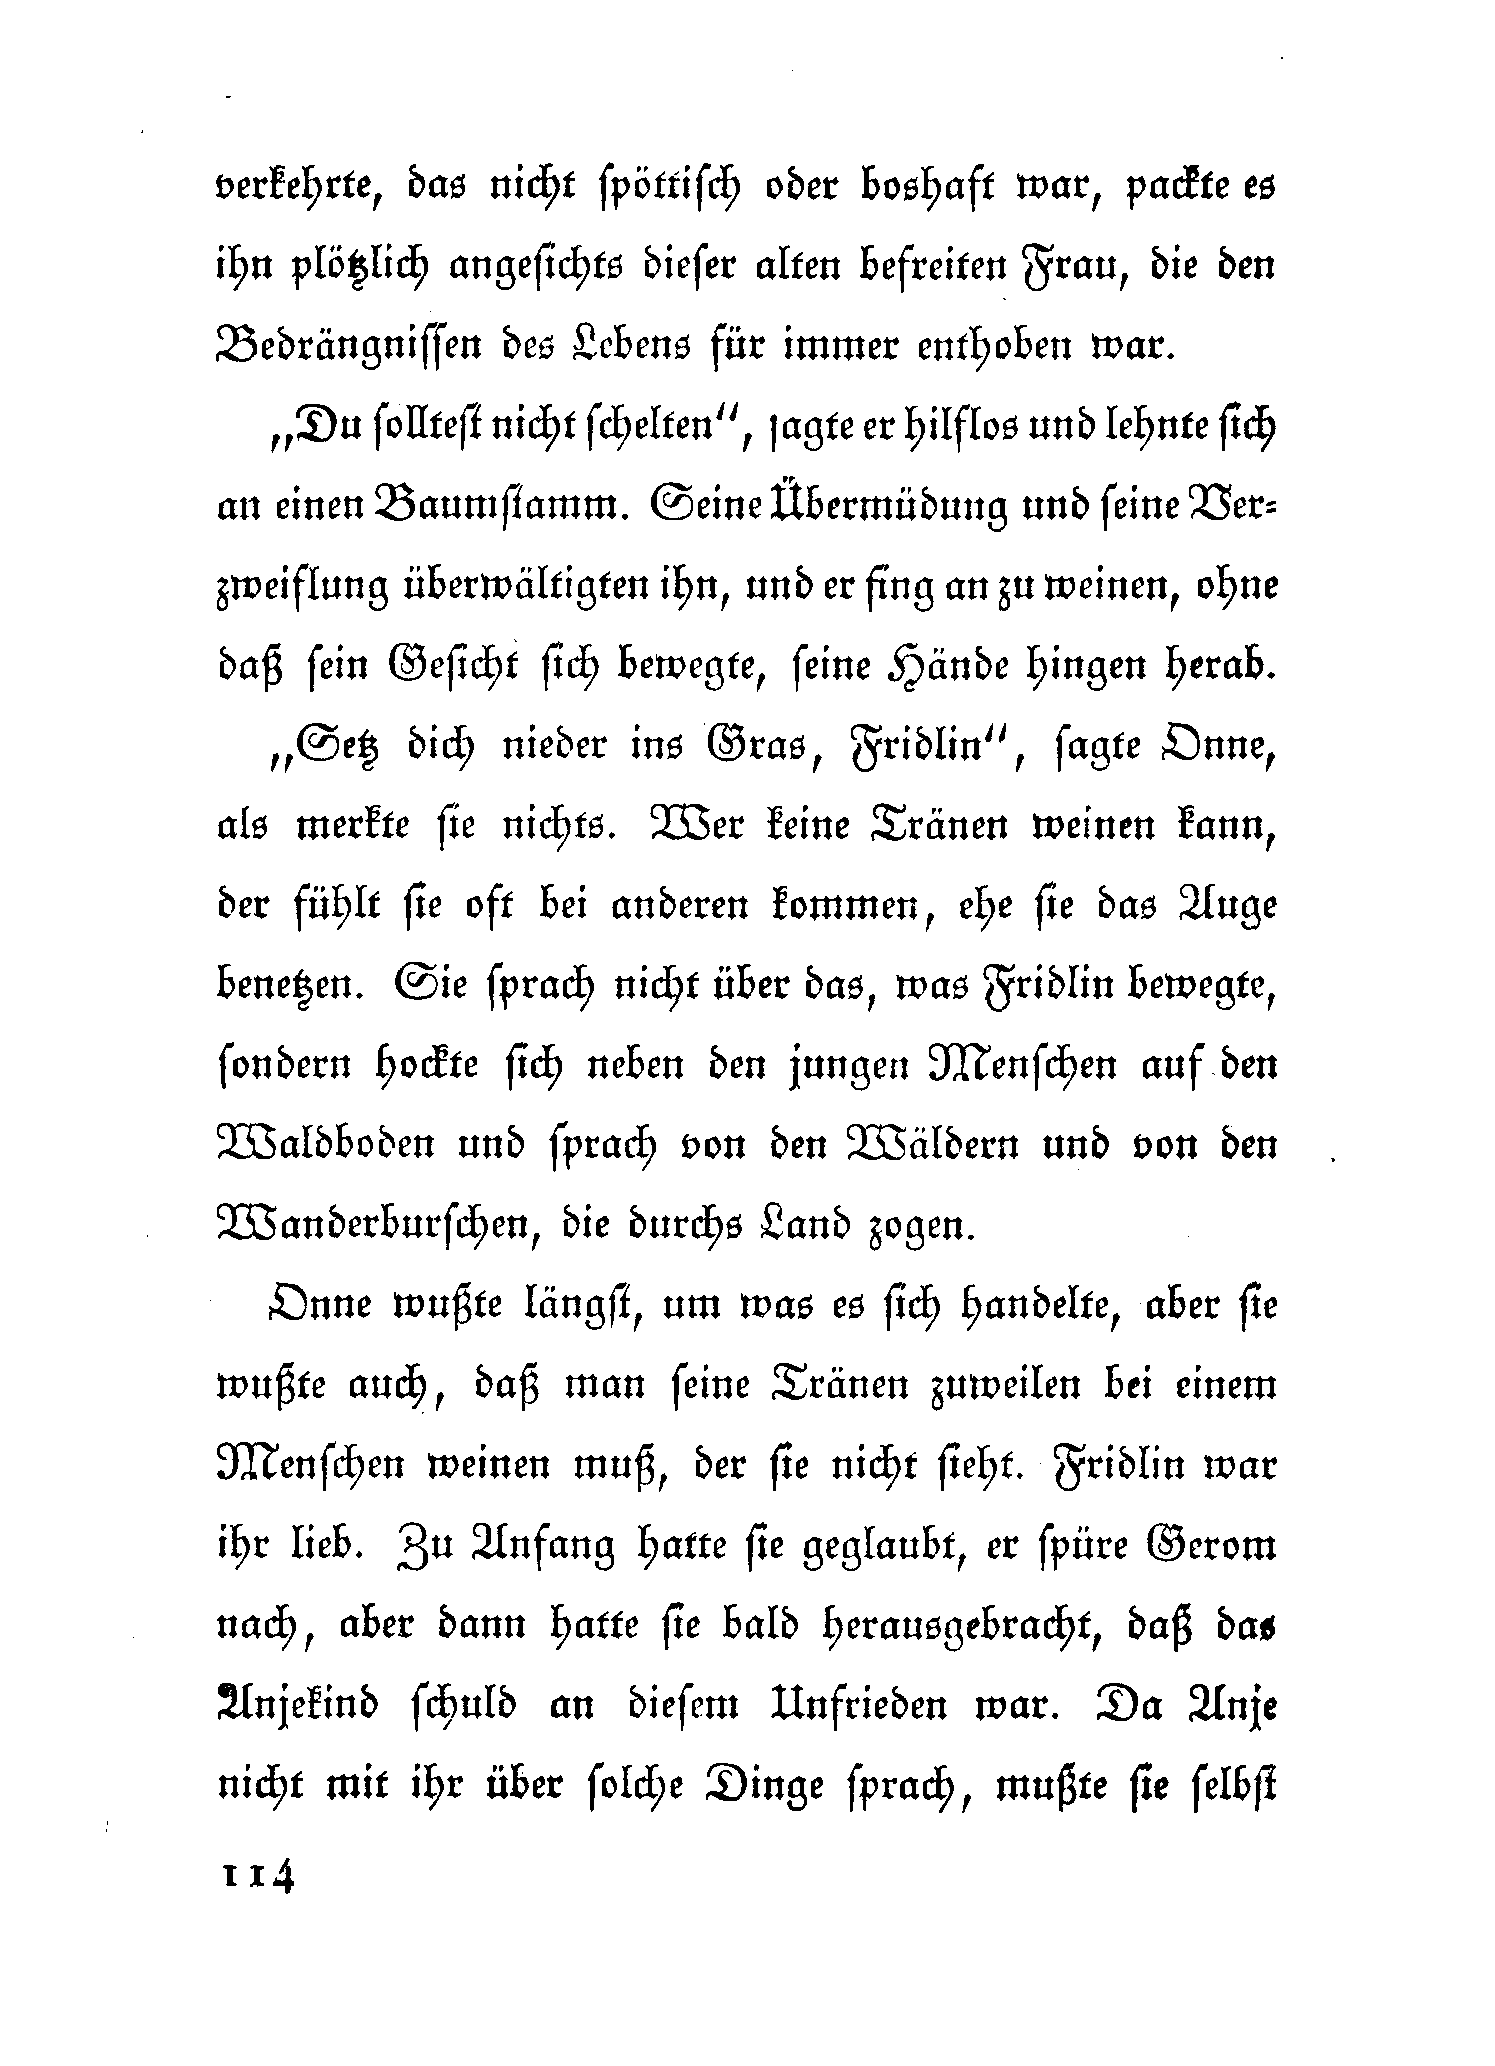 verkehrte, das nicht spöttisch oder boshaft war, packte es
ihn plötzlich angesichts dieser alten befreiten Frau, die den
Bedrängnissen des Lebens für immer enthoben war.
„Du solltest nicht schelten“, sagte er hilflos und lehnte sich
an einen Baumstamm. Seine Übermüdung und seine Ver-
zweiflung überwältigten ihn, und er fing an zu weinen, ohne
daß sein Gesicht sich bewegte, seine Hände hingen herab.
„Setz dich nieder ins Gras, Fridlin“, sagte Onne,
als merkte sie nichts. Wer keine Tränen weinen kann,
der fühlt sie oft bei anderen kommen, ehe sie das Auge
benetzen. Sie sprach nicht über das, was Fridlin bewegte,
sondern hockte sich neben den jungen Menschen auf den
Waldboden und sprach von den Wäldern und von den
Wanderburschen, die durchs Land zogen.
Onne wußte längst, um was es sich handelte, aber sie
wußte auch, daß man seine Tränen zuweilen bei einem
Menschen weinen muß, der sie nicht sieht. Fridlin war
ihr lieb. Zu Anfang hatte sie geglaubt, er spüre Gerom
nach, aber dann hatte sie bald herausgebracht, daß das
Anjekind schuld an diesem Unfrieden war. Da Anje
nicht mit ihr über solche Dinge sprach, mußte sie selbst
114